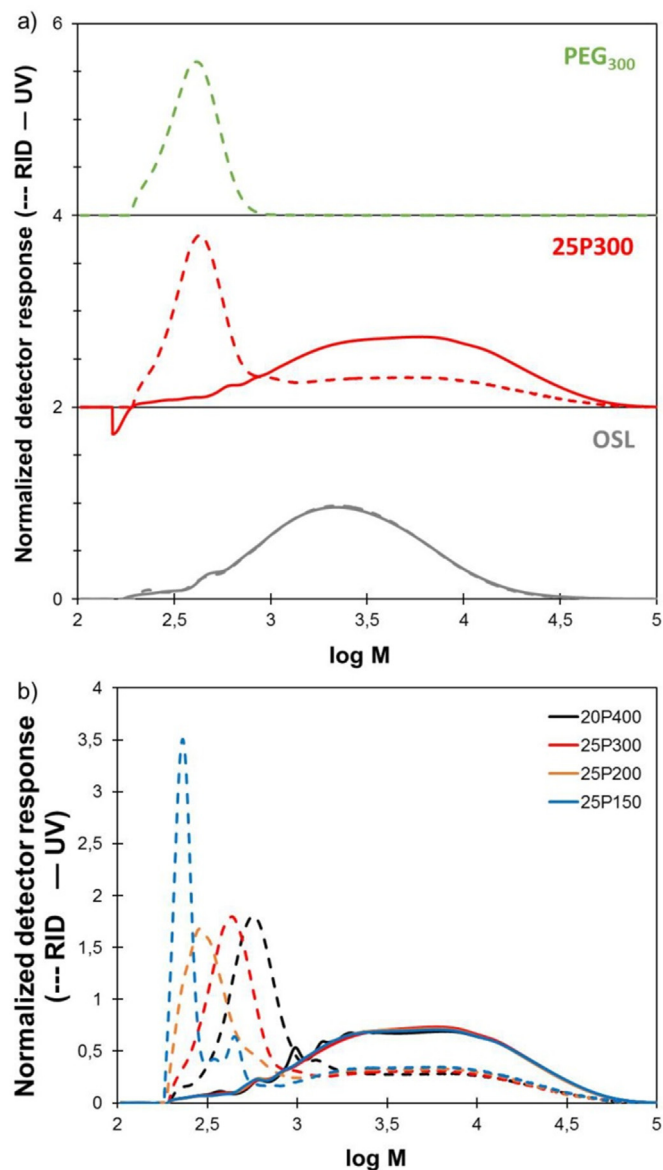 a)
Normalized detector response (--- RID — UV)
6
4
2
0
PEG₃₀₀
25P300
OSL
2 2,5 3 3,5 4 4,5 5
log M
b)
Normalized detector response
(--- RID — UV)
4
3,5
3
2,5
2
1,5
1
0,5
0
20P400
25P300
25P200
25P150
2 2,5 3 3,5 4 4,5 5
log M